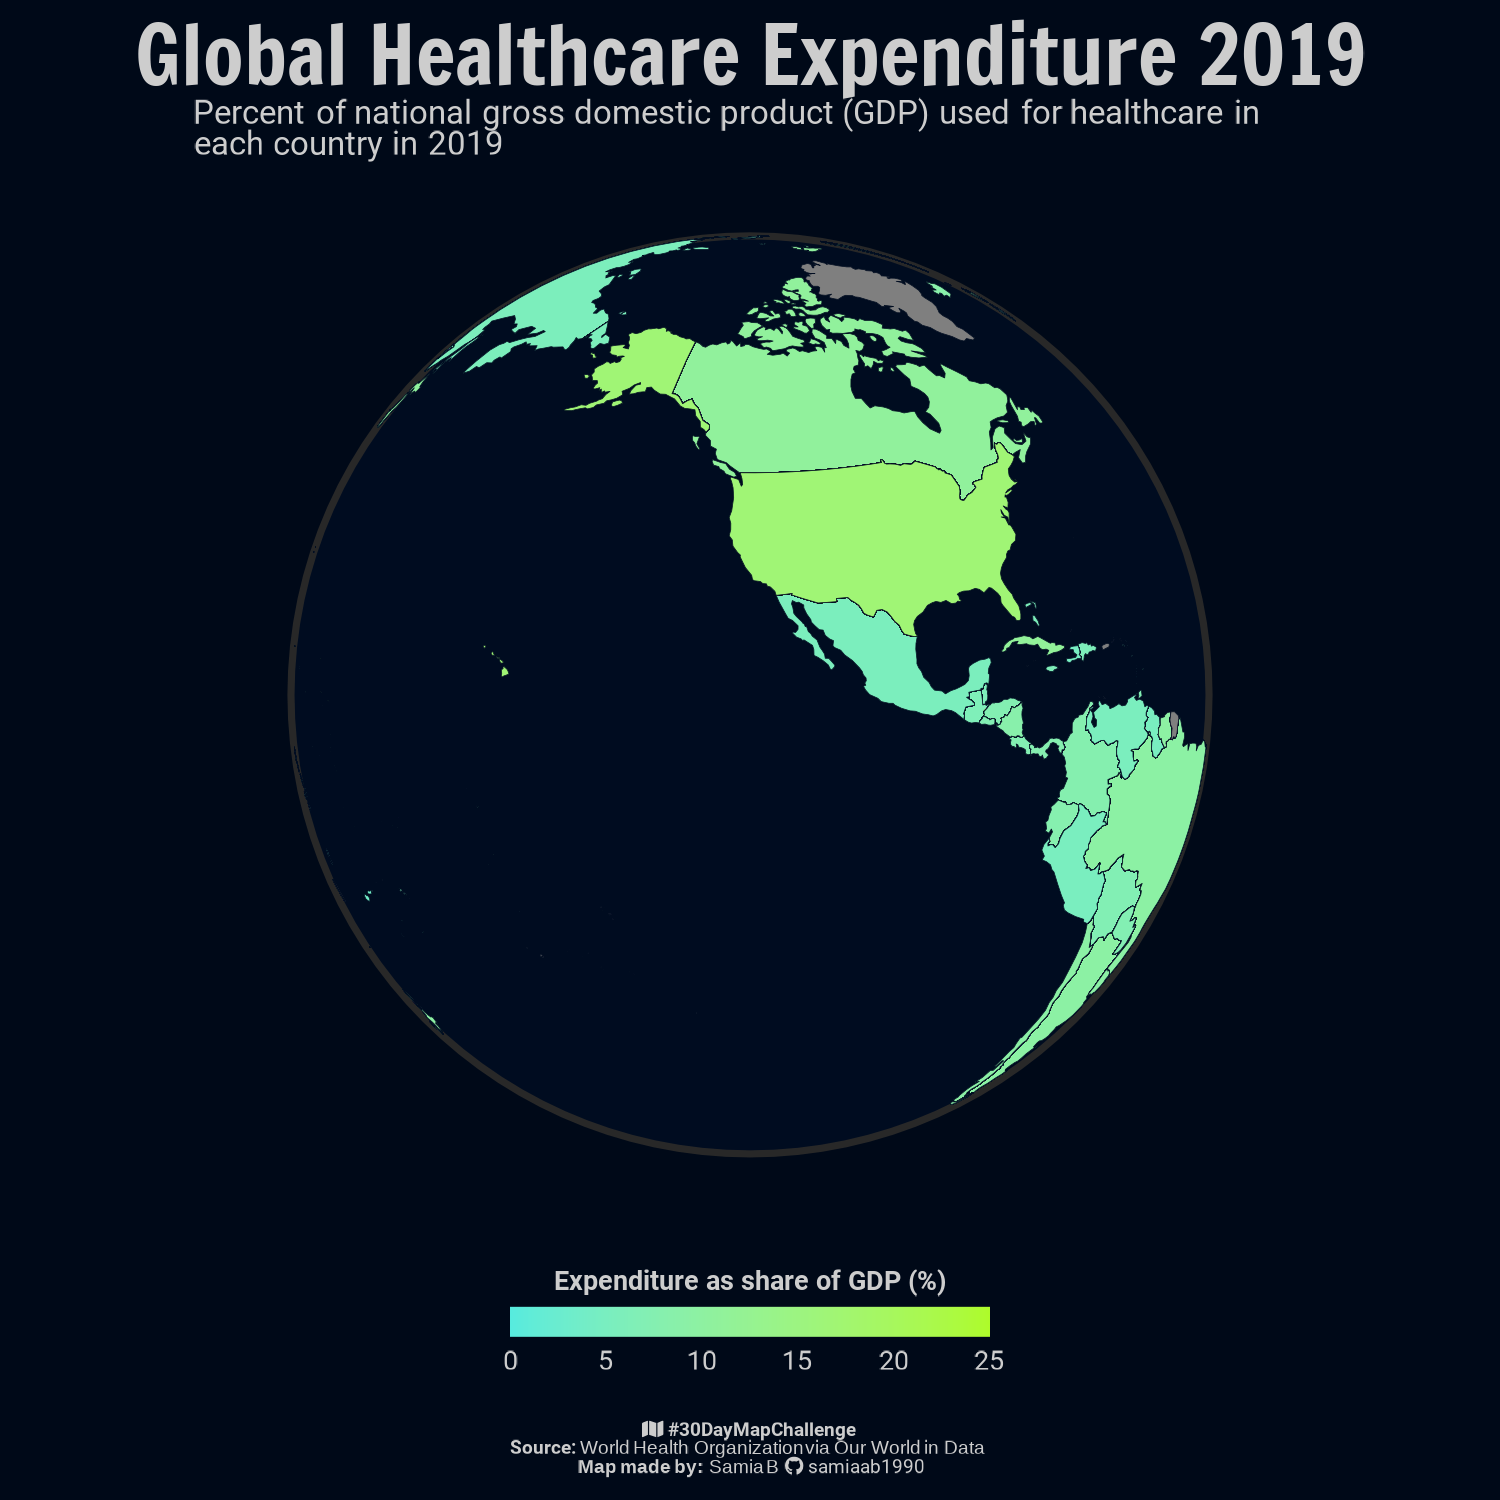 Global Healthcare Expenditure 2019
Percent of national gross domestic product (GDP) used for healthcare in
each country in 2019
Expenditure as share of GDP (%)
0 5 10 15 20 25
#30DayMapChallenge
Source: World Health Organization via Our World in Data
Map made by: Samia B samiaab1990